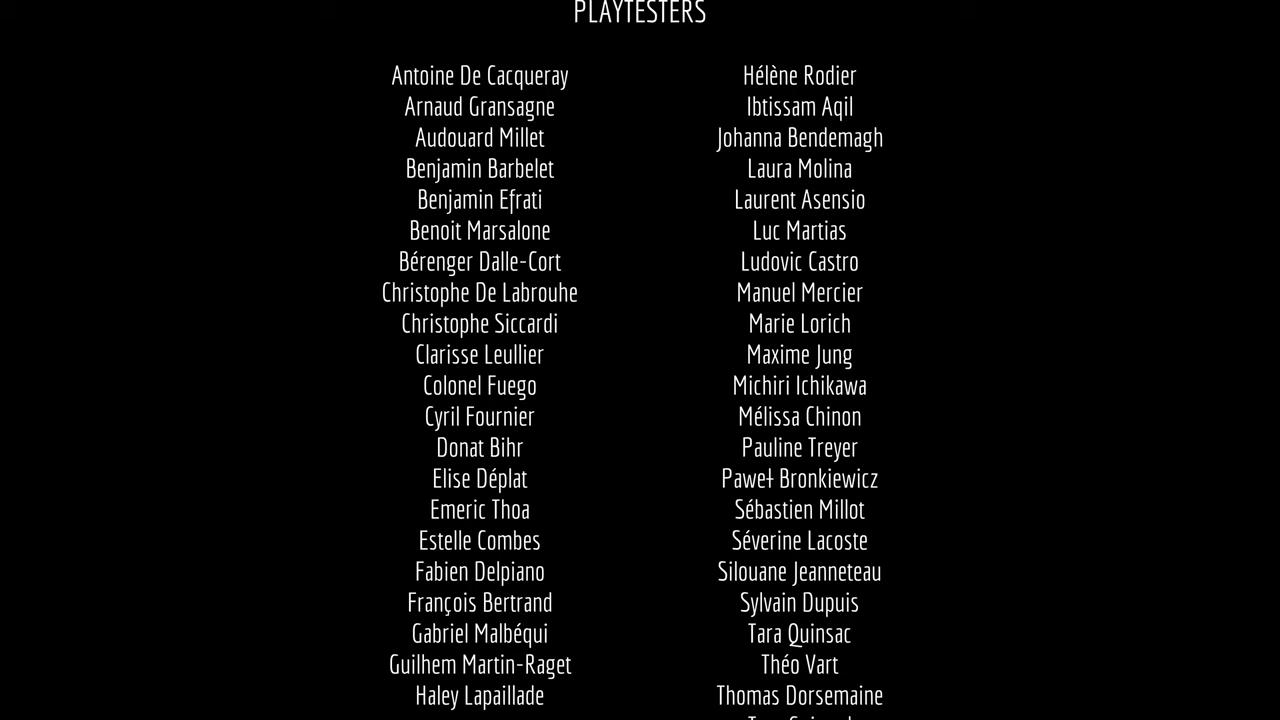 PLAYTESTERS
Antoine De Cacqueray
Arnaud Gransagne
Audouard Millet
Benjamin Barbelet
Benjamin Efrati
Benoit Marsalone
Bérenger Dalle-Cort
Christophe De Labrouhe
Christophe Siccardi
Clarisse Leullier
Colonel Fuego
Cyril Fournier
Donat Bihr
Elise Déplat
Emeric Thoa
Estelle Combes
Fabien Delpiano
François Bertrand
Gabriel Malbéqui
Guilhem Martin-Raget
Haley Lapaillade
Hélène Rodier
Ibtissam Aqil
Johanna Bendemagh
Laura Molina
Laurent Asensio
Luc Martias
Ludovic Castro
Manuel Mercier
Marie Lorich
Maxime Jung
Michiri Ichikawa
Mélissa Chinon
Pauline Treyer
Paweł Bronkiewicz
Sébastien Millot
Séverine Lacoste
Silouane Jeanneteau
Sylvain Dupuis
Tara Quinsac
Théo Vart
Thomas Dorsemaine